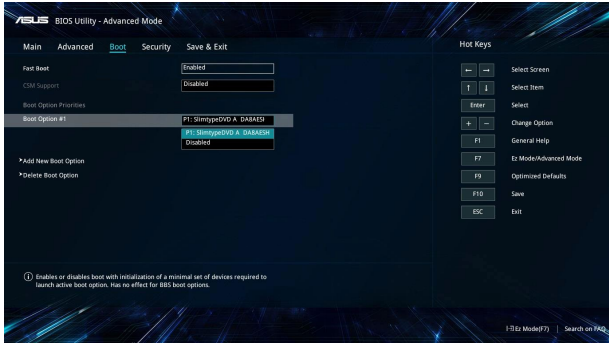 ASUS BIOS Utility - Advanced Mode
Main Advanced Boot Security Save & Exit
Hot Keys
Fast Boot Enabled
CSM Support Disabled
Boot Option Priorities
Boot Option #1 P1: SlimtypeDVD A DA8AESH
P1: SlimtypeDVD A DA8AESH
Disabled
Add New Boot Option
Delete Boot Option
← → Select Screen
↑ ↓ Select Item
Enter Select
+ − Change Option
F1 General Help
F7 Ez Mode/Advanced Mode
F9 Optimized Defaults
F10 Save
ESC Exit
Enables or disables boot with initialization of a minimal set of devices required to
launch active boot option. Has no effect for BBS boot options.
Ez Mode(F7) | Search on FAQ